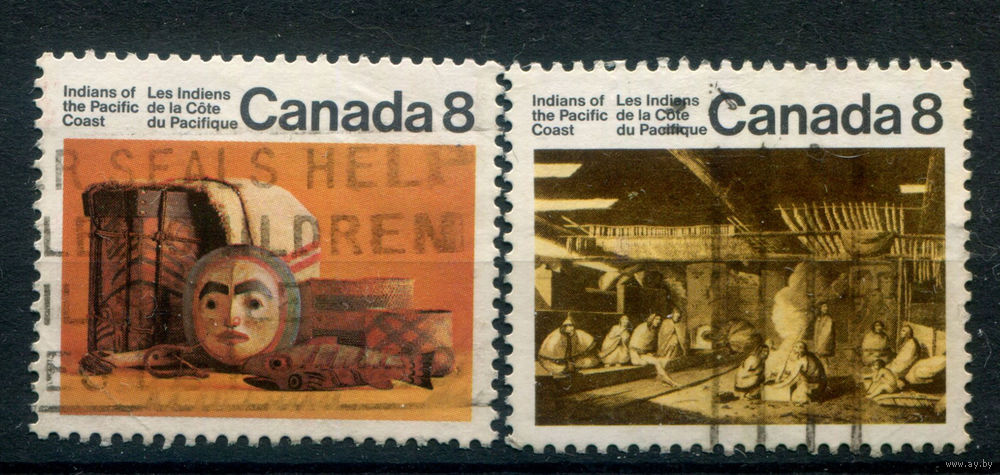 Indians of
the Pacific
Coast
Les Indiens
de la Côte
du Pacifique
Canada 8
R SEALS HELP
LDREN
Indians of
the Pacific
Coast
Les Indiens
de la Côte
du Pacifique
Canada 8
www.ay.by